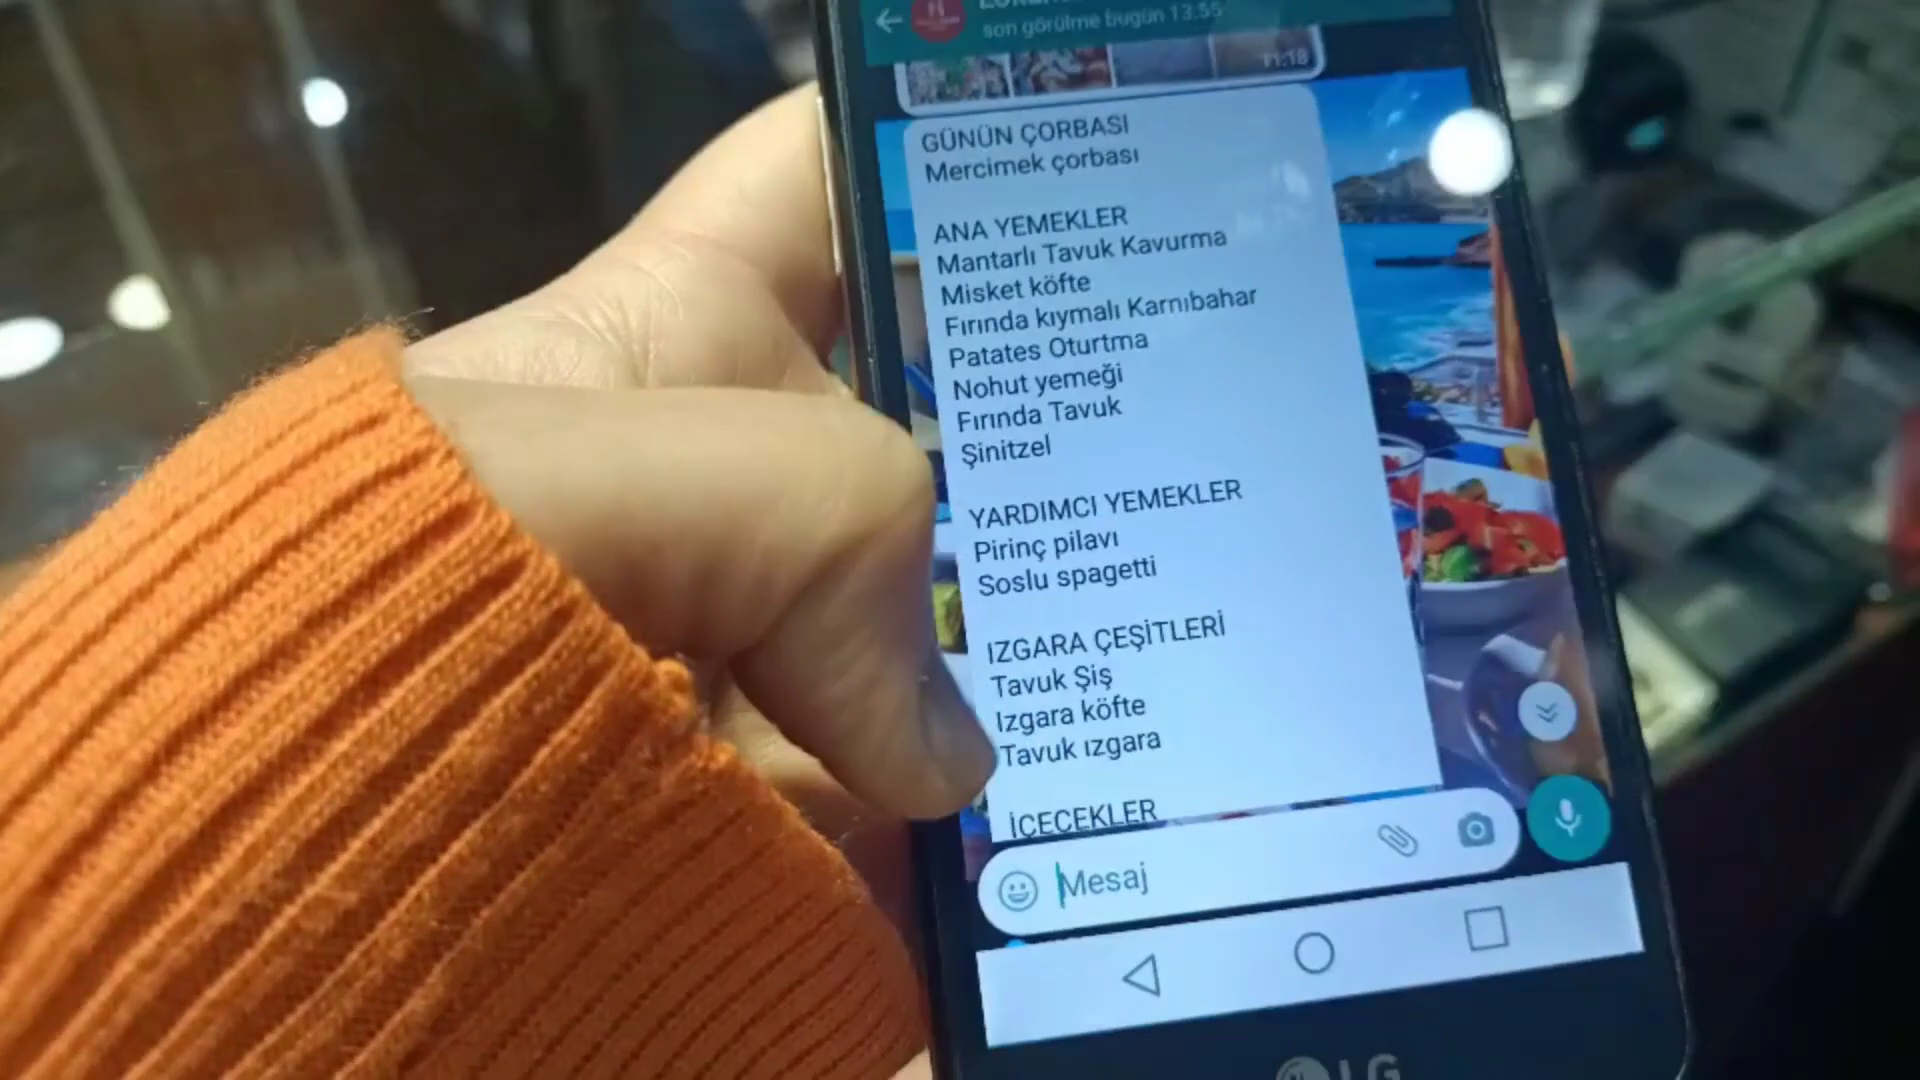 son görülme bugün 13:55
11:18
GÜNÜN ÇORBASI
Mercimek çorbası
ANA YEMEKLER
Mantarlı Tavuk Kavurma
Misket köfte
Fırında kıymalı Karnıbahar
Patates Oturtma
Nohut yemeği
Fırında Tavuk
Şinitzel
YARDIMCI YEMEKLER
Pirinç pilavı
Soslu spagetti
IZGARA ÇEŞİTLERİ
Tavuk Şiş
Izgara köfte
Tavuk ızgara
İÇECEKLER
Mesaj
LG